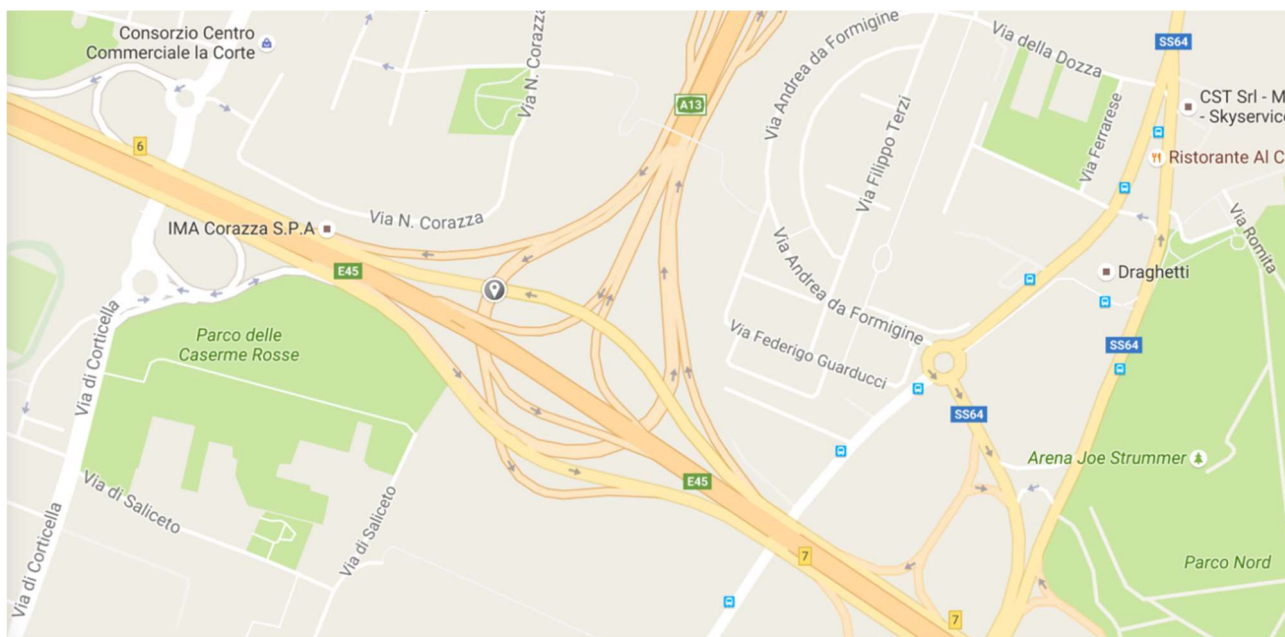 Consorzio Centro
Commerciale la Corte
Via N. Corazza
A13
Via Andrea da Formigine
Via Filippo Terzi
Via della Dozza
SS64
CST Srl - M
- Skyservice
Via Ferrarese
Ristorante Al C
6
IMA Corazza S.P.A
Via N. Corazza
E45
Via Romita
Draghetti
Via Andrea da Formigine
Via Federigo Guarducci
SS64
Parco delle
Caserme Rosse
Via di Corticella
SS64
Arena Joe Strummer
E45
Via di Saliceto
Via di Saliceto
Via di Corticella
7
Parco Nord
7